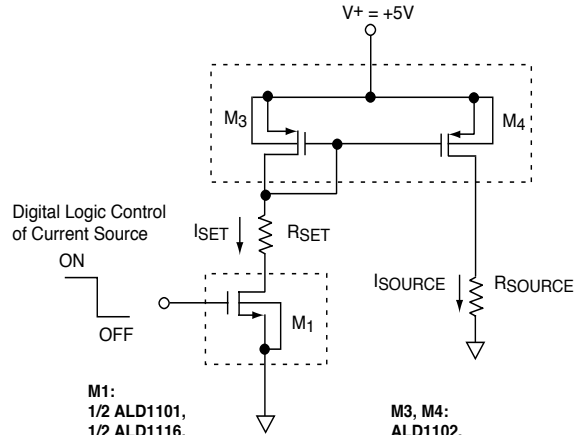 V+ = +5V
M3
M4
Digital Logic Control
of Current Source
ON
OFF
ISET
RSET
ISOURCE
RSOURCE
M1
M1:
1/2 ALD1101,
1/2 ALD1116,
M3, M4:
ALD1102,